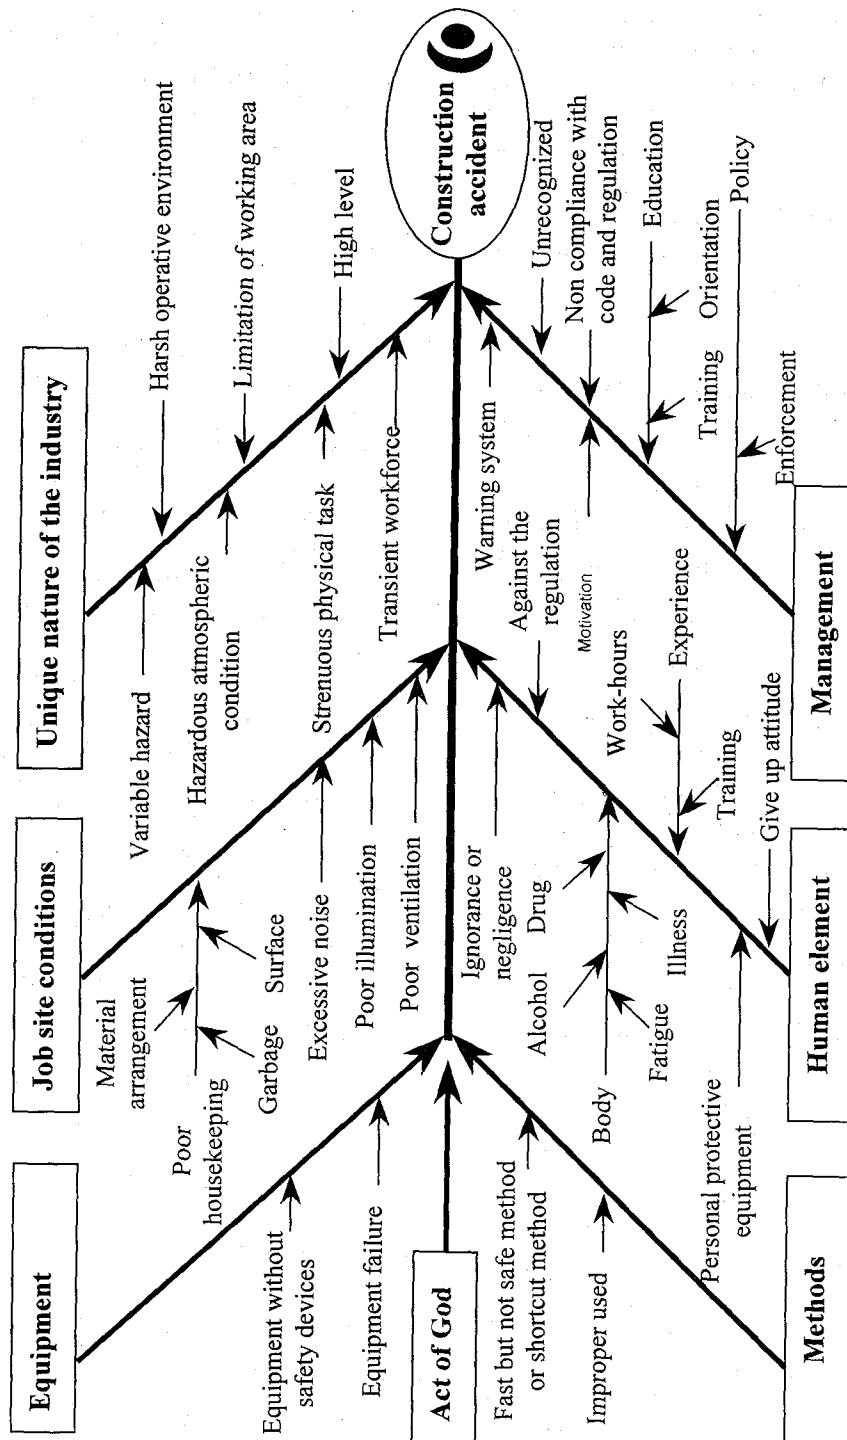 Equipment
Job site conditions
Unique nature of the industry
Equipment without
safety devices
Equipment failure
Material
arrangement
Poor
housekeeping
Garbage
Surface
Excessive noise
Poor illumination
Poor ventilation
Variable hazard
Harsh operative environment
Hazardous atmospheric
condition
Limitation of working area
Strenuous physical task
High level
Transient workforce
Act of God
Construction
accident
Fast but not safe method
or shortcut method
Improper used
Ignorance or
negligence
Against the
regulation
Alcohol
Drug
Body
Fatigue
Illness
Work-hours
Experience
Training
Personal protective
equipment
Give up attitude
Warning system
Unrecognized
Motivation
Non compliance with
code and regulation
Education
Training
Orientation
Policy
Enforcement
Methods
Human element
Management